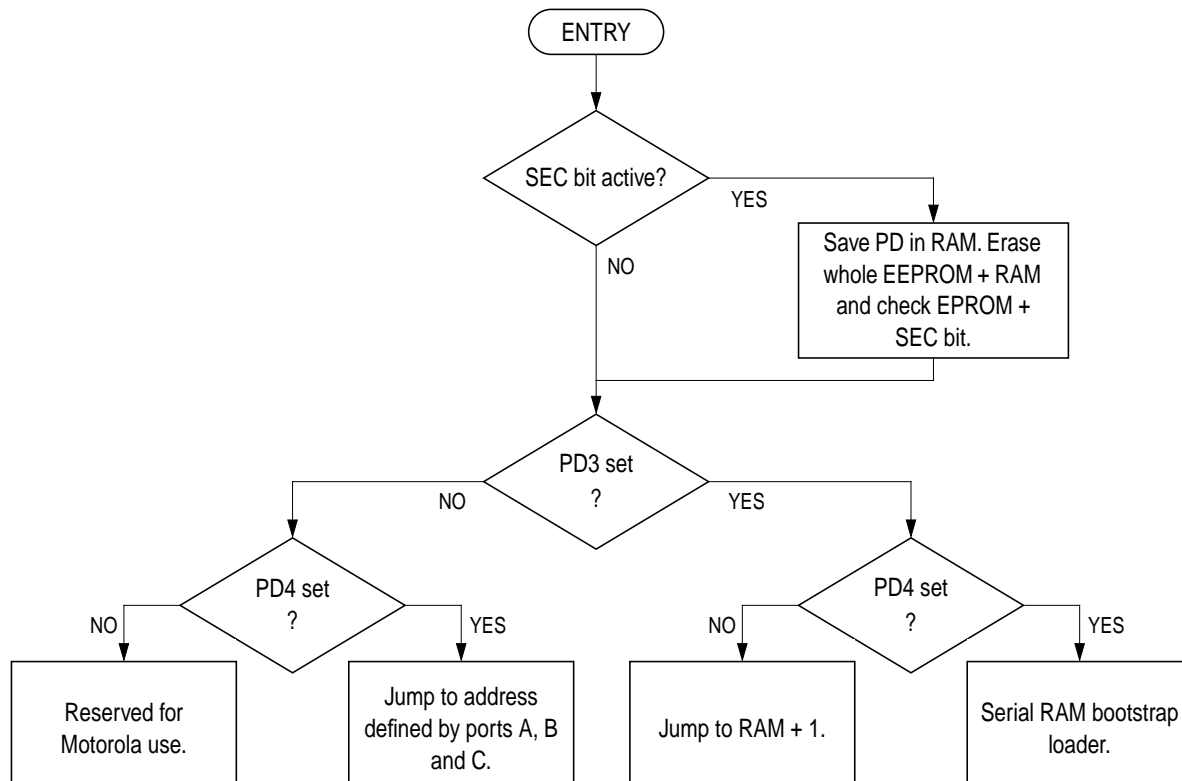 ENTRY
SEC bit active?
YES
NO
Save PD in RAM. Erase
whole EEPROM + RAM
and check EPROM +
SEC bit.
PD3 set
?
NO
YES
PD4 set
?
NO
YES
PD4 set
?
NO
YES
Reserved for
Motorola use.
Jump to address
defined by ports A, B
and C.
Jump to RAM + 1.
Serial RAM bootstrap
loader.